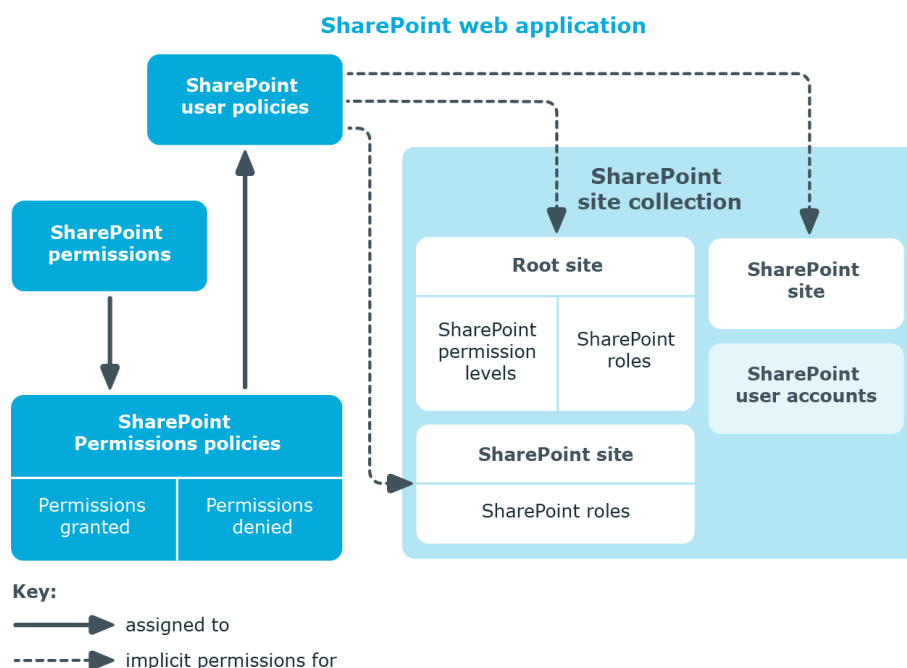 SharePoint web application
SharePoint
user policies
SharePoint
permissions
SharePoint
Permissions policies
Permissions
granted
Permissions
denied
SharePoint
site collection
Root site
SharePoint
permission
levels
SharePoint
roles
SharePoint
site
SharePoint
user accounts
SharePoint site
SharePoint roles
Key:
assigned to
implicit permissions for